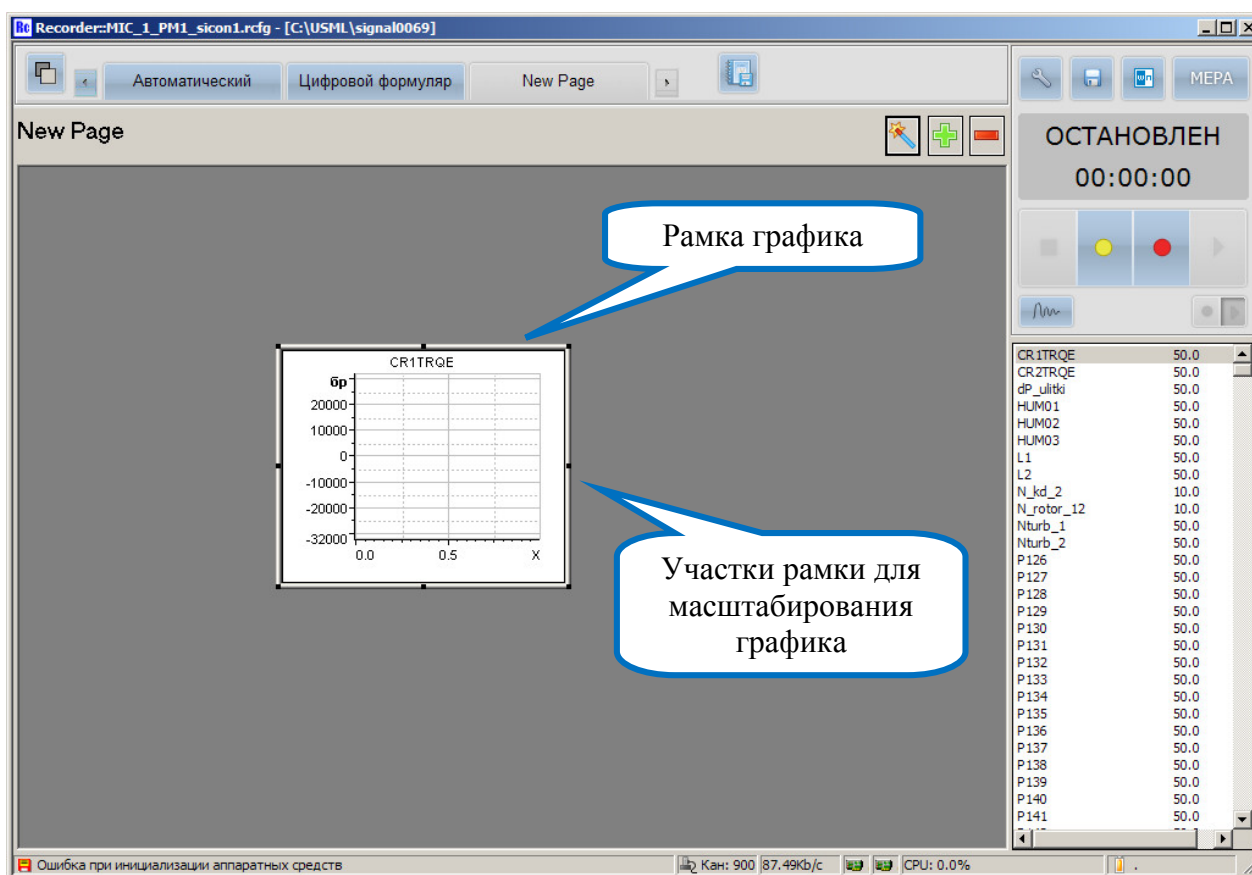 Recorder::MIC_1_PM1_sicon1.rcfg - [C:\USML\signal0069]
Автоматический
Цифровой формуляр
New Page
МЕРА
New Page
ОСТАНОВЛЕН
00:00:00
Рамка графика
CR1TRQE
бр
20000
10000
0
-10000
-20000
-32000
0.0 0.5 X
Участки рамки для
масштабирования
графика
CR1TRQE 50.0
CR2TRQE 50.0
dP_ulitki 50.0
HUM01 50.0
HUM02 50.0
HUM03 50.0
L1 50.0
L2 50.0
N_kd_2 10.0
N_rotor_12 10.0
Nturb_1 50.0
Nturb_2 50.0
P126 50.0
P127 50.0
P128 50.0
P129 50.0
P130 50.0
P131 50.0
P132 50.0
P133 50.0
P134 50.0
P135 50.0
P136 50.0
P137 50.0
P138 50.0
P139 50.0
P140 50.0
P141 50.0
Ошибка при инициализации аппаратных средств
Кан: 900
87.49Kb/c
CPU: 0.0%